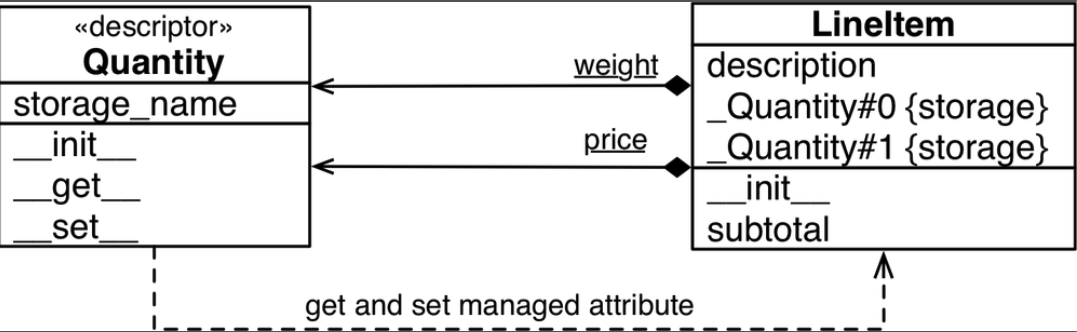 «descriptor»
Quantity
storage_name
__init__
__get__
__set__
weight
price
LineItem
description
_Quantity#0 {storage}
_Quantity#1 {storage}
__init__
subtotal
get and set managed attribute